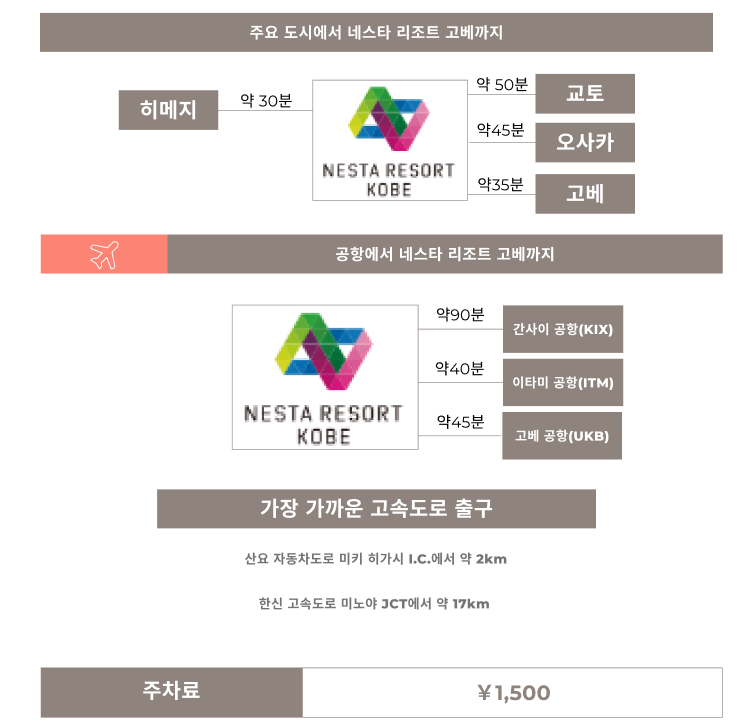 주요 도시에서 네스타 리조트 고베까지
히메지
약 30분
NESTA RESORT
KOBE
약 50분
교토
약45분
오사카
약35분
고베
공항에서 네스타 리조트 고베까지
NESTA RESORT
KOBE
약90분
간사이 공항(KIX)
약40분
이타미 공항(ITM)
약45분
고베 공항(UKB)
가장 가까운 고속도로 출구
산요 자동차도로 미키 히가시 I.C.에서 약 2km
한신 고속도로 미노야 JCT에서 약 17km
주차료
￥1,500